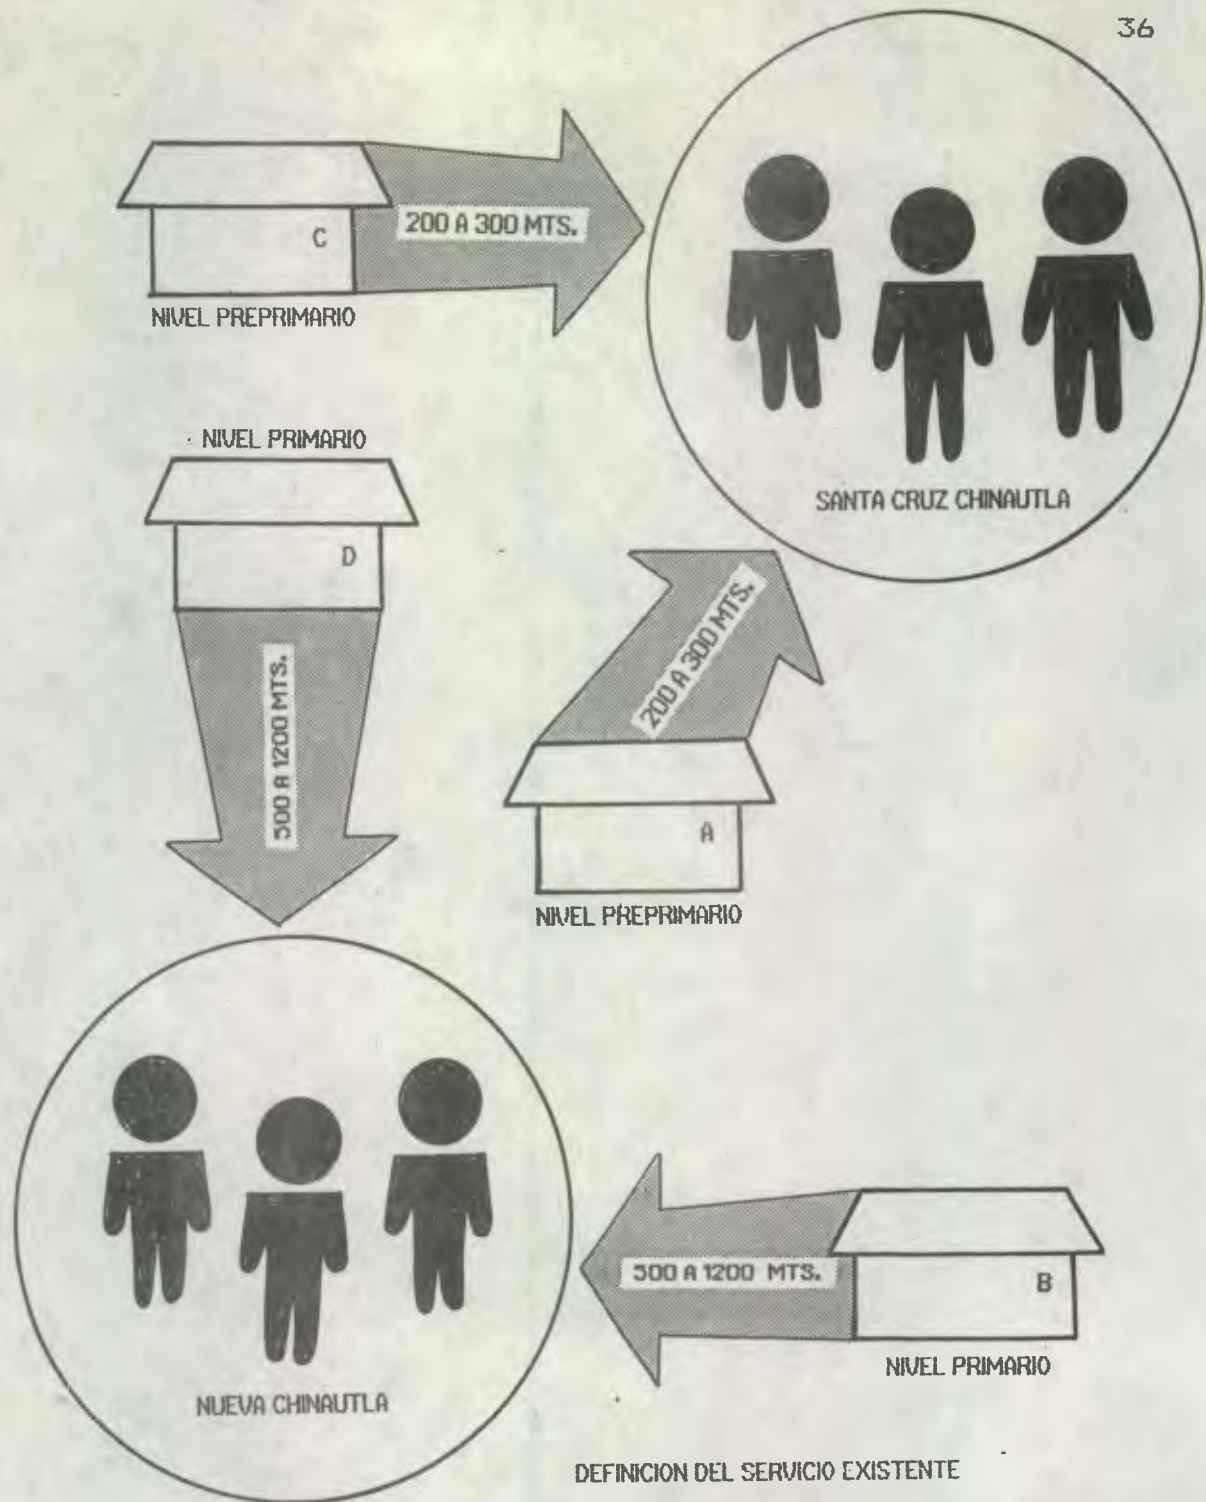 36
200 A 300 MTS.
C
NIVEL PREPRIMARIO
NIVEL PRIMARIO
D
500 A 1200 MTS.
SANTA CRUZ CHINAUTLA
200 A 300 MTS.
A
NIVEL PREPRIMARIO
500 A 1200 MTS.
B
NIVEL PRIMARIO
NUEVA CHINAUTLA
DEFINICION DEL SERVICIO EXISTENTE